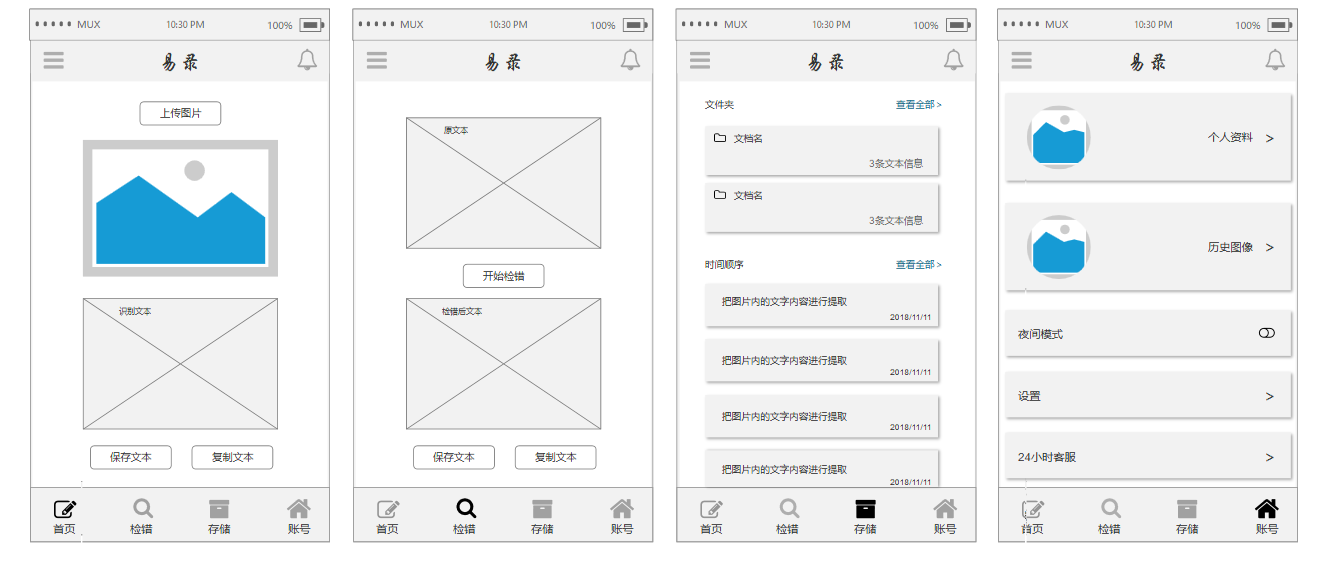 MUX 10:30 PM 100%
易录
上传图片
识别文本
保存文本 复制文本
首页 检错 存储 账号
MUX 10:30 PM 100%
易录
原文本
开始检错
检错后文本
保存文本 复制文本
首页 检错 存储 账号
MUX 10:30 PM 100%
易录
文件夹 查看全部 >
文档名
3条文本信息
文档名
3条文本信息
时间顺序 查看全部 >
把图片内的文字内容进行提取
2018/11/11
把图片内的文字内容进行提取
2018/11/11
把图片内的文字内容进行提取
2018/11/11
把图片内的文字内容进行提取
2018/11/11
首页 检错 存储 账号
MUX 10:30 PM 100%
易录
个人资料 >
历史图像 >
夜间模式
设置 >
24小时客服 >
首页 检错 存储 账号